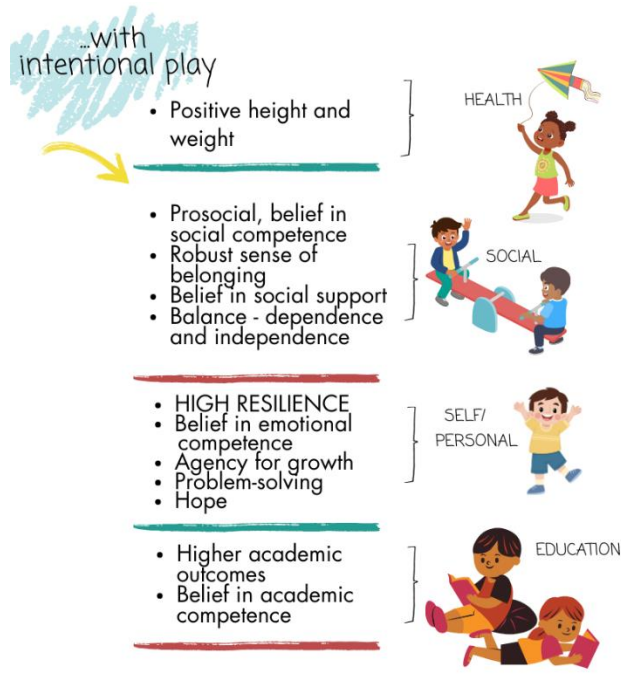 ...with
intentional play
• Positive height and
weight
HEALTH
• Prosocial, belief in
social competence
• Robust sense of
belonging
• Belief in social support
• Balance - dependence
and independence
SOCIAL
• HIGH RESILIENCE
• Belief in emotional
competence
• Agency for growth
• Problem-solving
• Hope
SELF/
PERSONAL
• Higher academic
outcomes
• Belief in academic
competence
EDUCATION